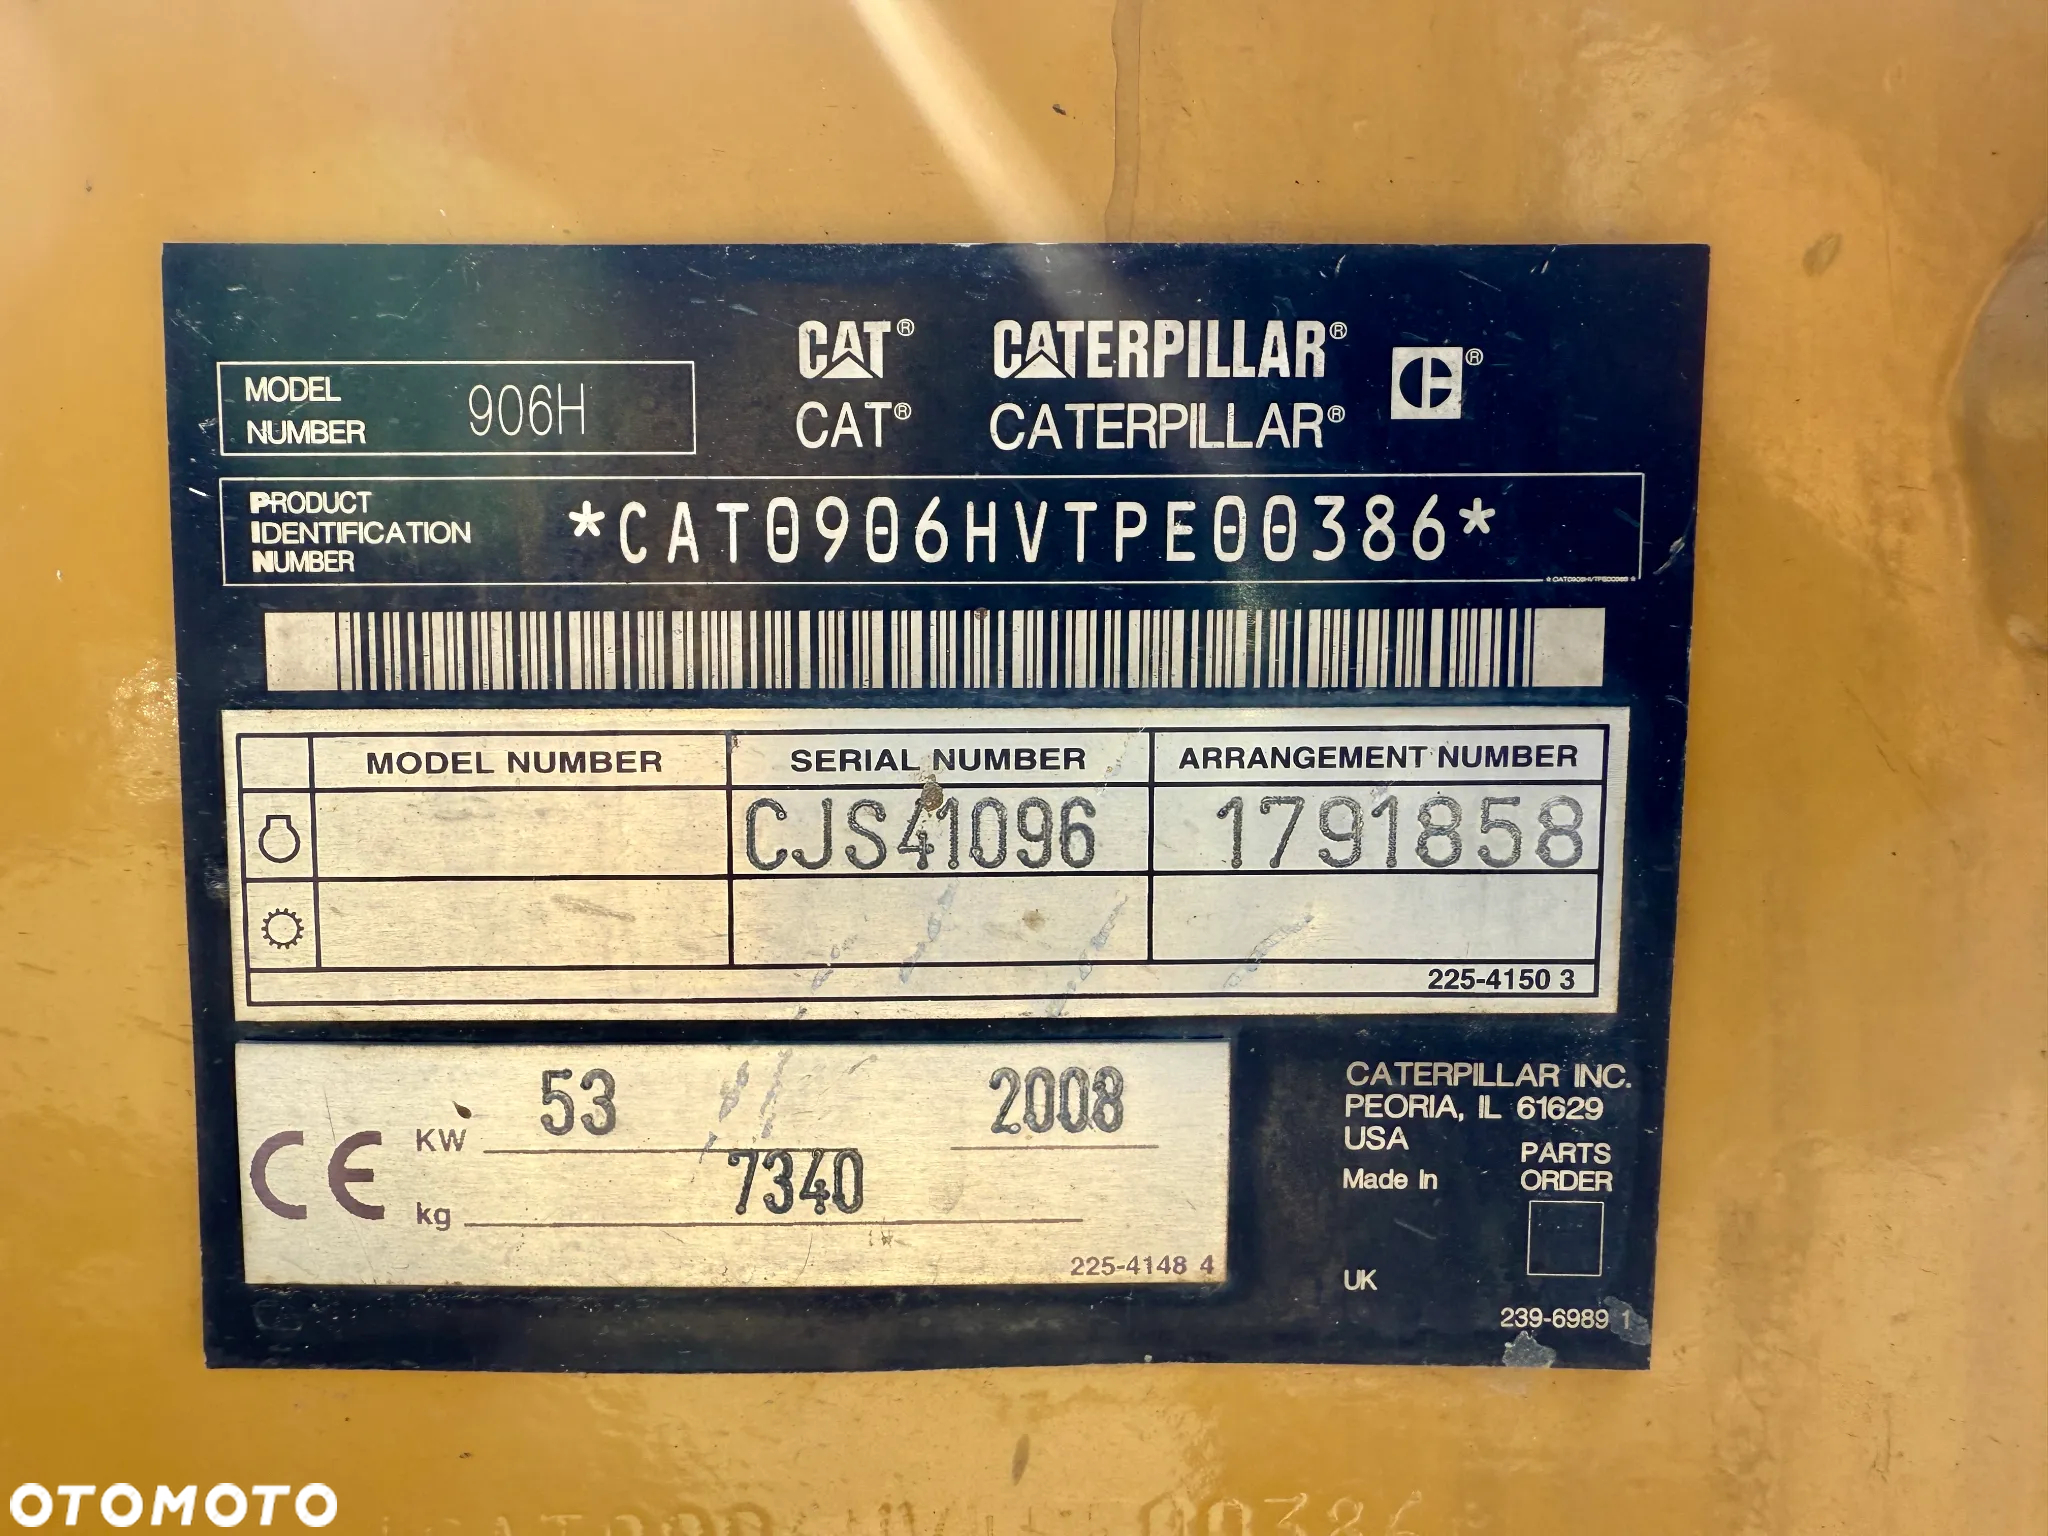 CAT® CATERPILLAR® ®
MODEL
NUMBER 906H
CAT® CATERPILLAR®
PRODUCT
IDENTIFICATION
NUMBER
*CAT0906HVTPE00386*
MODEL NUMBER SERIAL NUMBER ARRANGEMENT NUMBER
CJS41096 1791858
225-4150 3
CE
KW 53 2008
kg 7340
225-4148 4
CATERPILLAR INC.
PEORIA, IL 61629
USA
Made In
PARTS
ORDER
UK
239-6989 1
OTOMOTO